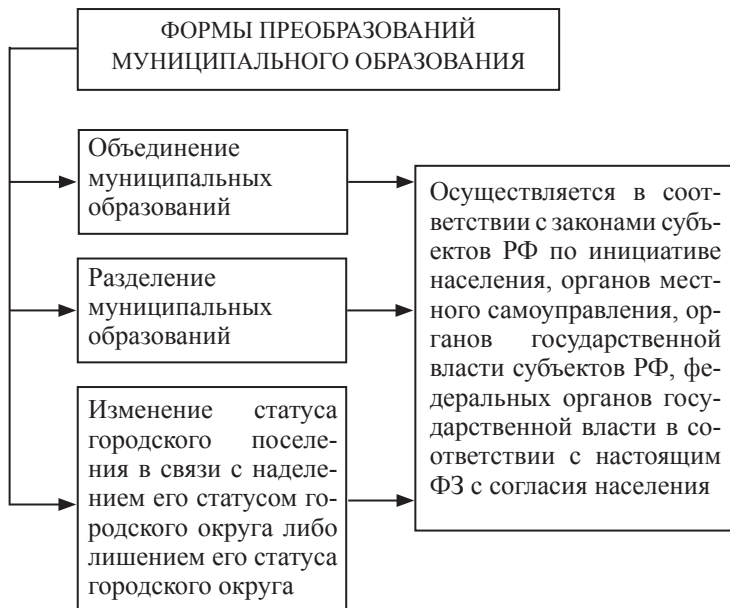 ФОРМЫ ПРЕОБРАЗОВАНИЙ
МУНИЦИПАЛЬНОГО ОБРАЗОВАНИЯ
Объединение
муниципальных
образований
Разделение
муниципальных
образований
Изменение статуса
городского поселе-
ния в связи с наделе-
нием его статусом го-
родского округа либо
лишением его статуса
городского округа
Осуществляется в соот-
ветствии с законами субъ-
ектов РФ по инициативе
населения, органов мест-
ного самоуправления, ор-
ганов государственной
власти субъектов РФ, фе-
деральных органов госу-
дарственной власти в со-
ответствии с настоящим
ФЗ с согласия населения